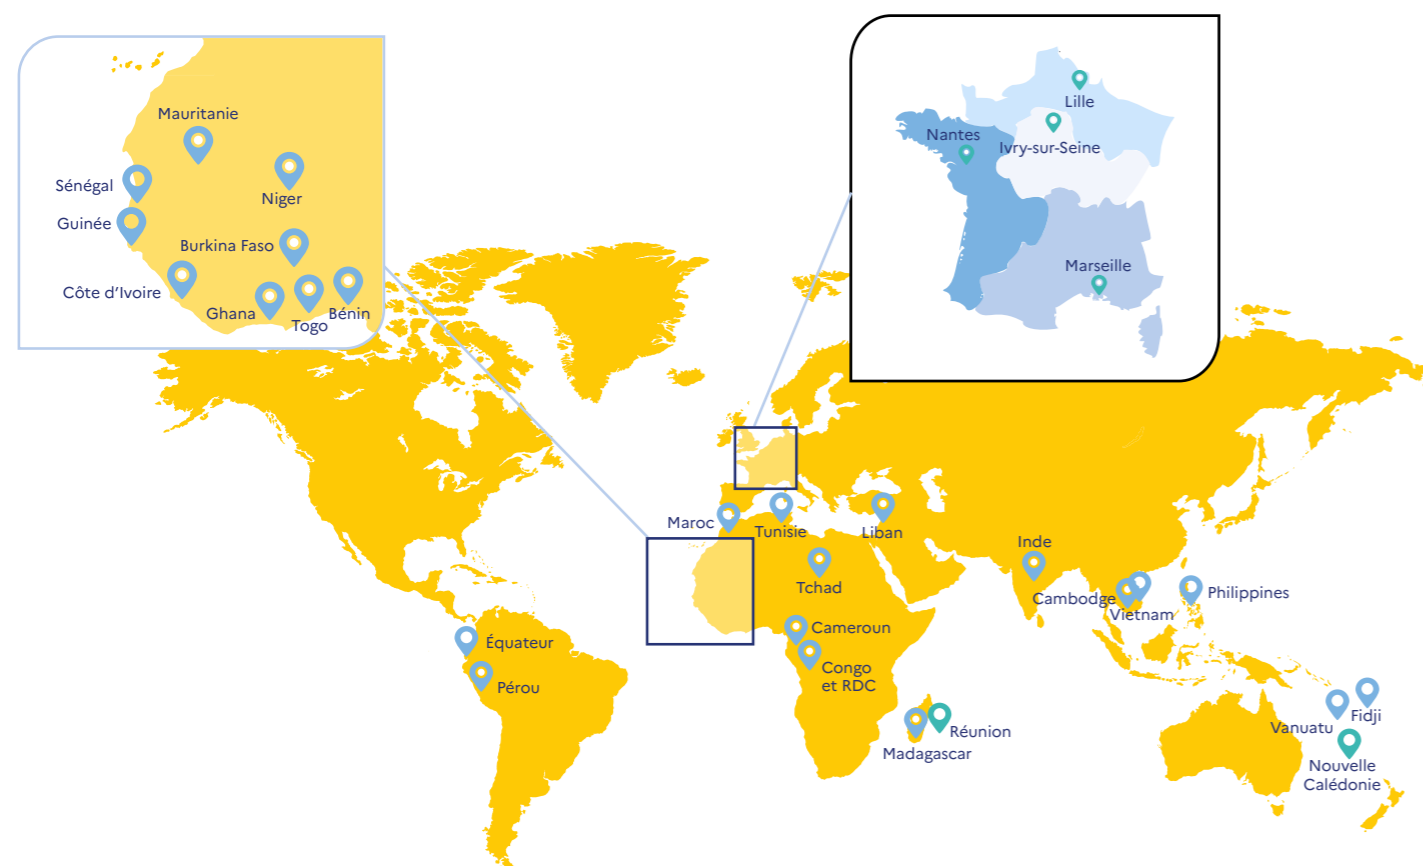 Mauritanie
Sénégal
Niger
Guinée
Burkina Faso
Côte d’Ivoire
Ghana
Togo
Bénin
Lille
Nantes
Ivry-sur-Seine
Marseille
Maroc
Tunisie
Liban
Tchad
Inde
Cambodge
Vietnam
Philippines
Équateur
Pérou
Cameroun
Congo
et RDC
Réunion
Madagascar
Vanuatu
Fidji
Nouvelle
Calédonie